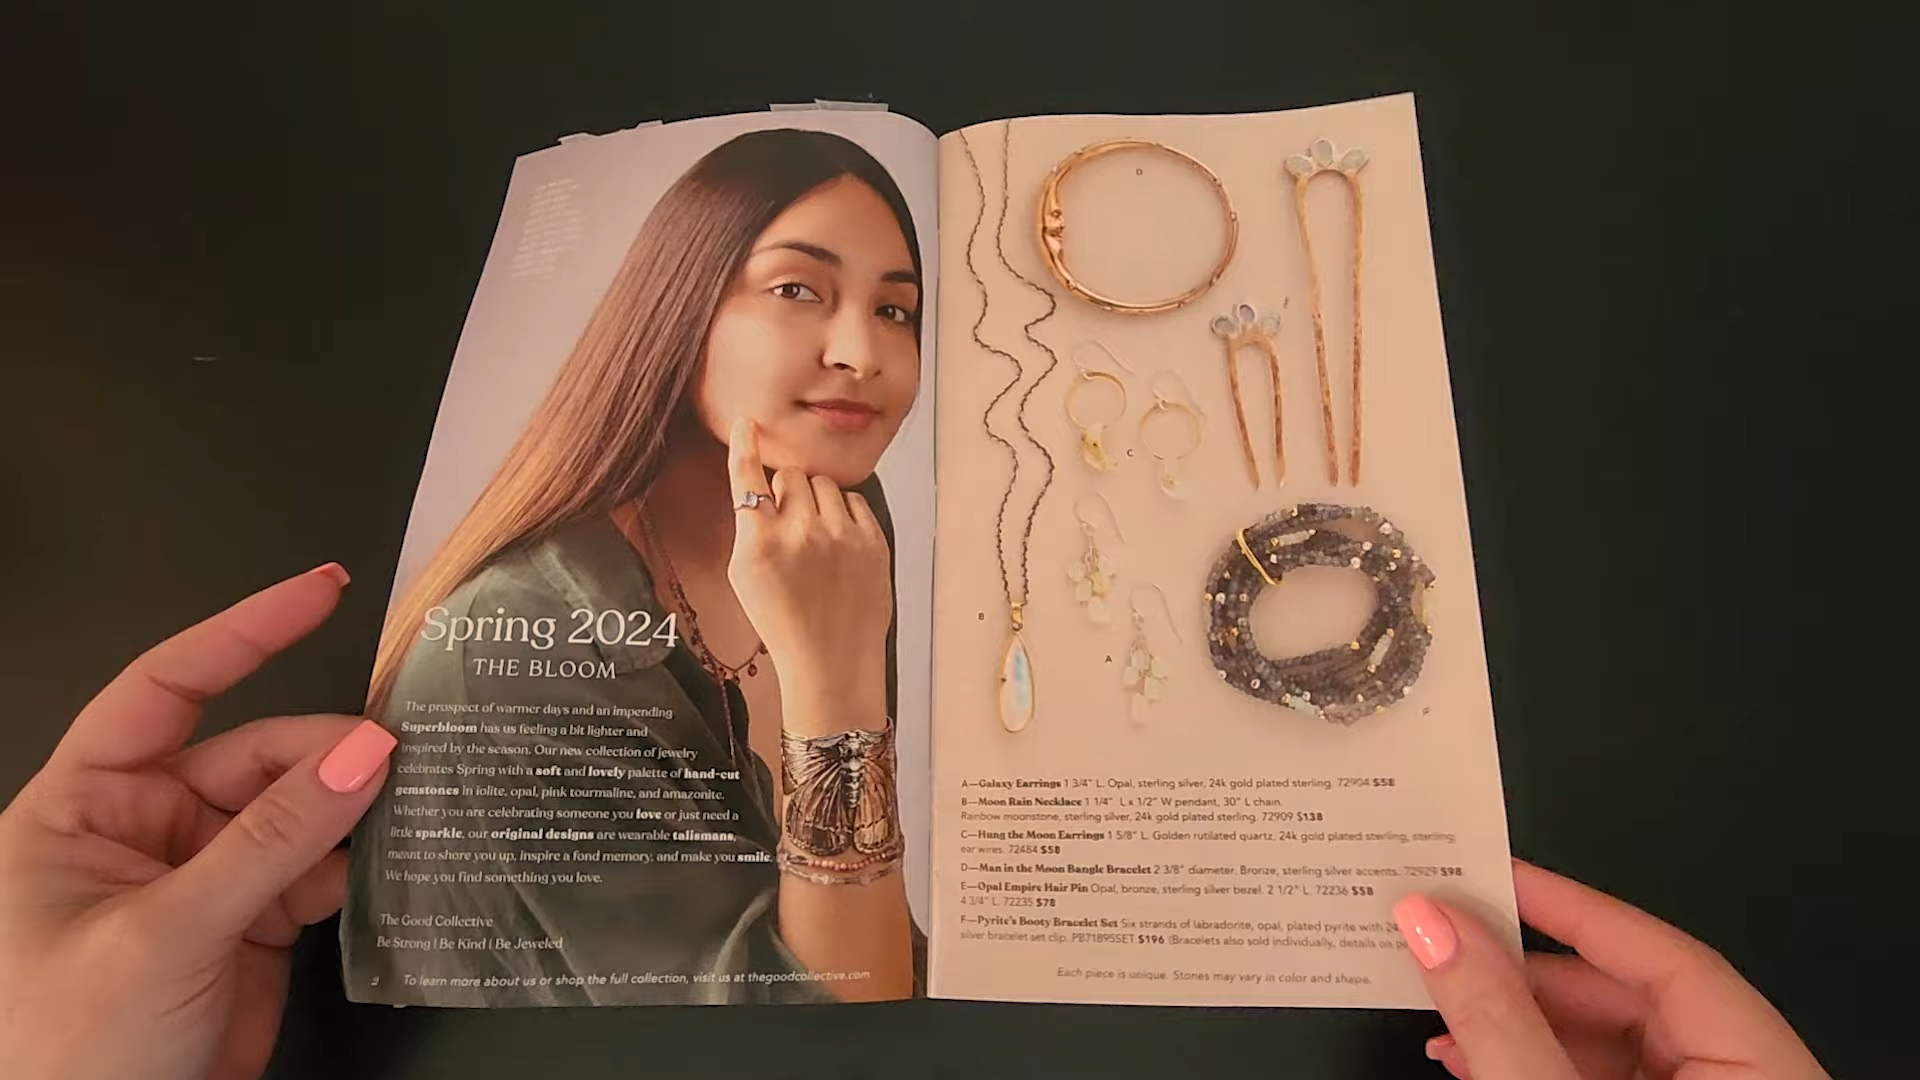 Spring 2024
THE BLOOM
The prospect of warmer days and an impending
Superbloom has us feeling a bit lighter and
inspired by the season. Our new collection of jewelry
celebrates Spring with a soft and lovely palette of hand-cut
gemstones in iolite, opal, pink tourmaline, and amazonite.
Whether you are celebrating someone you love or just need a
little sparkle, our original designs are wearable talismans,
meant to shore you up, inspire a fond memory, and make you smile.
We hope you find something you love.
The Good Collective
Be Strong | Be Kind | Be Jeweled
To learn more about us or shop the full collection, visit us at thegoodcollective.com
D
C
B
A
F
A—Galaxy Earrings 1 3/4" L. Opal, sterling silver, 24k gold plated sterling. 72904 $58
B—Moon Rain Necklace 1 1/4" L x 1/2" W pendant, 30" L chain.
Rainbow moonstone, sterling silver, 24k gold plated sterling. 72909 $138
C—Hung the Moon Earrings 1 5/8" L. Golden rutilated quartz, 24k gold plated sterling, sterling
ear wires. 72484 $58
D—Man in the Moon Bangle Bracelet 2 3/8" diameter. Bronze, sterling silver accents. 72929 $98
E—Opal Empire Hair Pin Opal, bronze, sterling silver bezel. 2 1/2" L. 72236 $58
4 3/4" L. 72235 $78
F—Pyrite's Booty Bracelet Set Six strands of labradorite, opal, plated pyrite with 24
silver bracelet set clip. PB71895SET $196 (Bracelets also sold individually, details on
Each piece is unique. Stones may vary in color and shape.